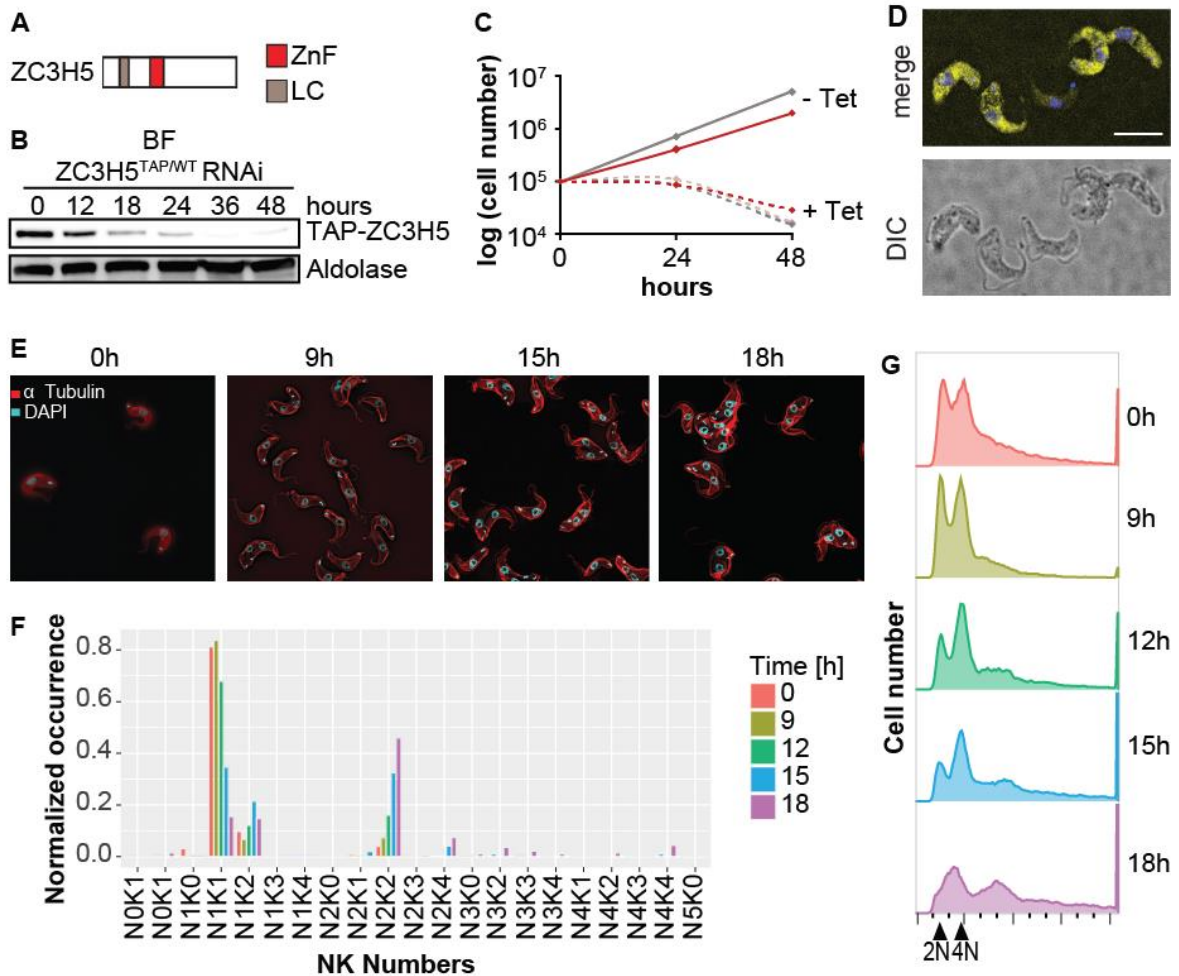 A
ZC3H5
ZnF
LC
B
BF
ZC3H5TAP/WT RNAi
0 12 18 24 36 48 hours
TAP-ZC3H5
Aldolase
C
log (cell number)
10⁷
10⁶
10⁵
10⁴
- Tet
+ Tet
0 24 48
hours
D
merge
DIC
E
0h 9h 15h 18h
α Tubulin
DAPI
F
Normalized occurrence
0.8
0.6
0.4
0.2
0.0
N0K1 N0K1 N1K0 N1K1 N1K2 N1K3 N1K4 N2K0 N2K1 N2K2 N2K3 N2K4 N3K0 N3K2 N3K3 N3K4 N4K1 N4K2 N4K3 N4K4 N5K0
NK Numbers
Time [h]
0
9
12
15
18
G
Cell number
0h
9h
12h
15h
18h
2N 4N